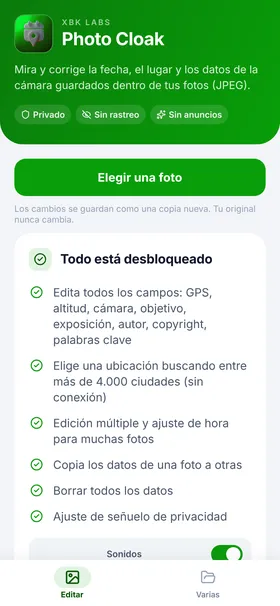 XBK LABS
Photo Cloak
Mira y corrige la fecha, el lugar y los datos de la
cámara guardados dentro de tus fotos (JPEG).
Privado
Sin rastreo
Sin anuncios
Elegir una foto
Los cambios se guardan como una copia nueva. Tu original
nunca cambia.
Todo está desbloqueado
Edita todos los campos: GPS,
altitud, cámara, objetivo,
exposición, autor, copyright,
palabras clave
Elige una ubicación buscando entre
más de 4.000 ciudades (sin
conexión)
Edición múltiple y ajuste de hora
para muchas fotos
Copia los datos de una foto a otras
Borrar todos los datos
Ajuste de señuelo de privacidad
Sonidos
Editar
Varias